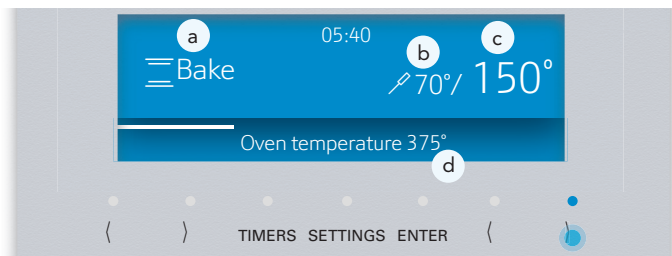 a
05:40
b
c
Bake
70°/ 150°
Oven temperature 375°
d
⟨ ⟩ TIMERS SETTINGS ENTER ⟨ ⟩